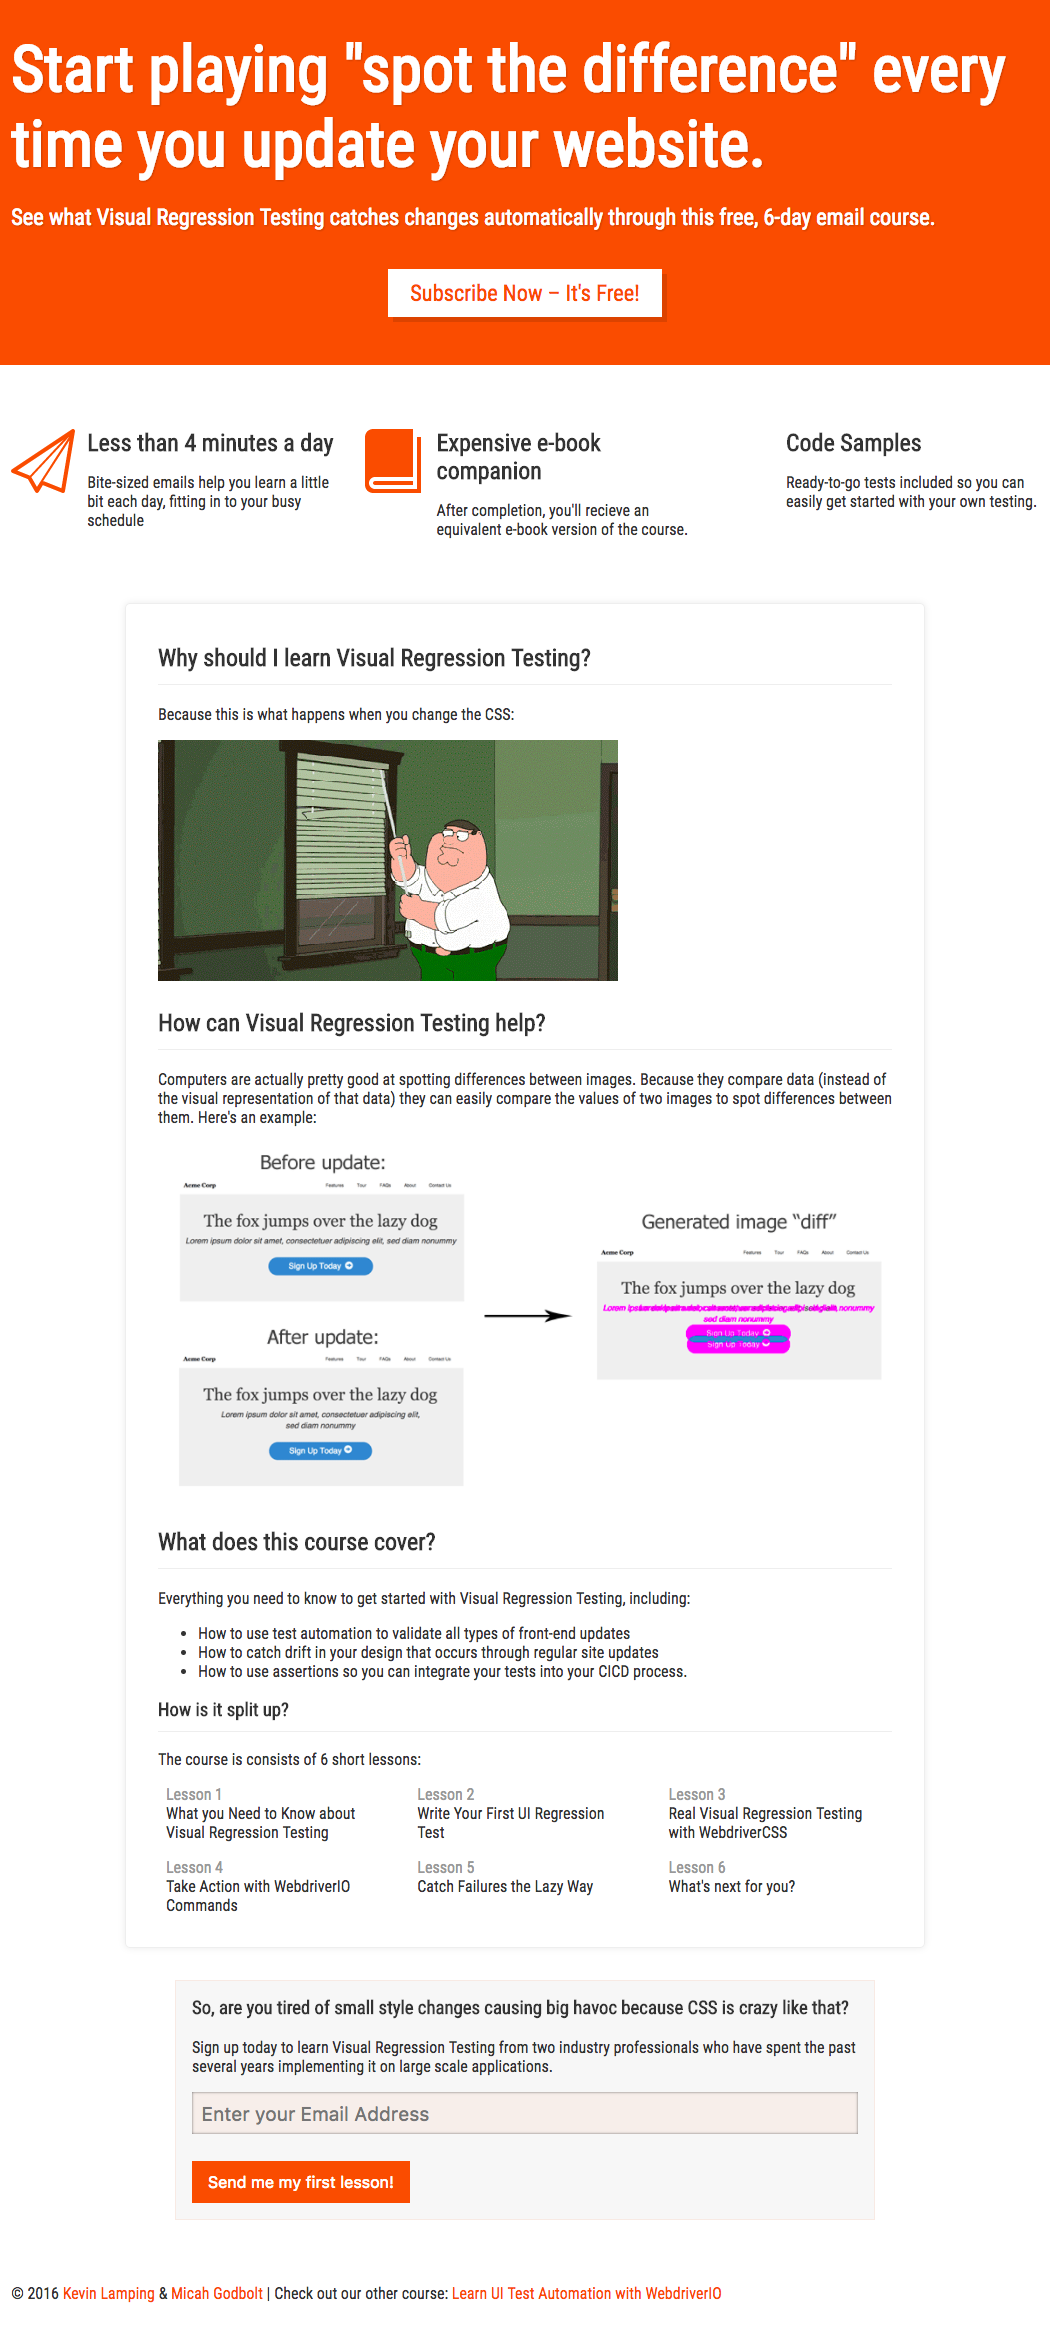 Start playing "spot the difference" every
time you update your website.
See what Visual Regression Testing catches changes automatically through this free, 6-day email course.
Subscribe Now – It's Free!
Less than 4 minutes a day
Bite-sized emails help you learn a little
bit each day, fitting in to your busy
schedule
Expensive e-book
companion
After completion, you'll recieve an
equivalent e-book version of the course.
Code Samples
Ready-to-go tests included so you can
easily get started with your own testing.
Why should I learn Visual Regression Testing?
Because this is what happens when you change the CSS:
How can Visual Regression Testing help?
Computers are actually pretty good at spotting differences between images. Because they compare data (instead of
the visual representation of that data) they can easily compare the values of two images to spot differences between
them. Here's an example:
Before update:
Acme Corp Features Tour FAQs About Contact Us
The fox jumps over the lazy dog
Lorem ipsum dolor sit amet, consectetuer adipiscing elit, sed diam nonummy
Sign Up Today
After update:
Acme Corp Features Tour FAQs About Contact Us
The fox jumps over the lazy dog
Lorem ipsum dolor sit amet, consectetuer adipiscing elit,
sed diam nonummy
Sign Up Today
Generated image “diff”
Acme Corp Features Tour FAQs About Contact Us
The fox jumps over the lazy dog
nonummy
sed diam nonummy
Sign Up Today
Sign Up Today
What does this course cover?
Everything you need to know to get started with Visual Regression Testing, including:
• How to use test automation to validate all types of front-end updates
• How to catch drift in your design that occurs through regular site updates
• How to use assertions so you can integrate your tests into your CICD process.
How is it split up?
The course is consists of 6 short lessons:
Lesson 1
What you Need to Know about
Visual Regression Testing
Lesson 2
Write Your First UI Regression
Test
Lesson 3
Real Visual Regression Testing
with WebdriverCSS
Lesson 4
Take Action with WebdriverIO
Commands
Lesson 5
Catch Failures the Lazy Way
Lesson 6
What's next for you?
So, are you tired of small style changes causing big havoc because CSS is crazy like that?
Sign up today to learn Visual Regression Testing from two industry professionals who have spent the past
several years implementing it on large scale applications.
Enter your Email Address
Send me my first lesson!
© 2016 Kevin Lamping & Micah Godbolt | Check out our other course: Learn UI Test Automation with WebdriverIO